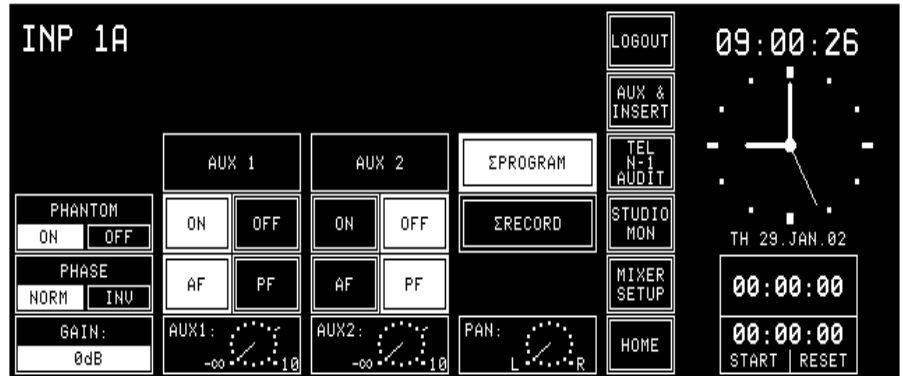 INP 1A
LOGOUT
09:00:26
AUX &
INSERT
AUX 1
AUX 2
ΣPROGRAM
TEL
N-1
AUDIT
PHANTOM
ON OFF
ON OFF
ON OFF
ΣRECORD
STUDIO
MON
TH 29.JAN.02
PHASE
NORM INV
AF PF
AF PF
MIXER
SETUP
00:00:00
GAIN:
0dB
AUX1:
-∞ 10
AUX2:
-∞ 10
PAN:
L R
HOME
00:00:00
START RESET